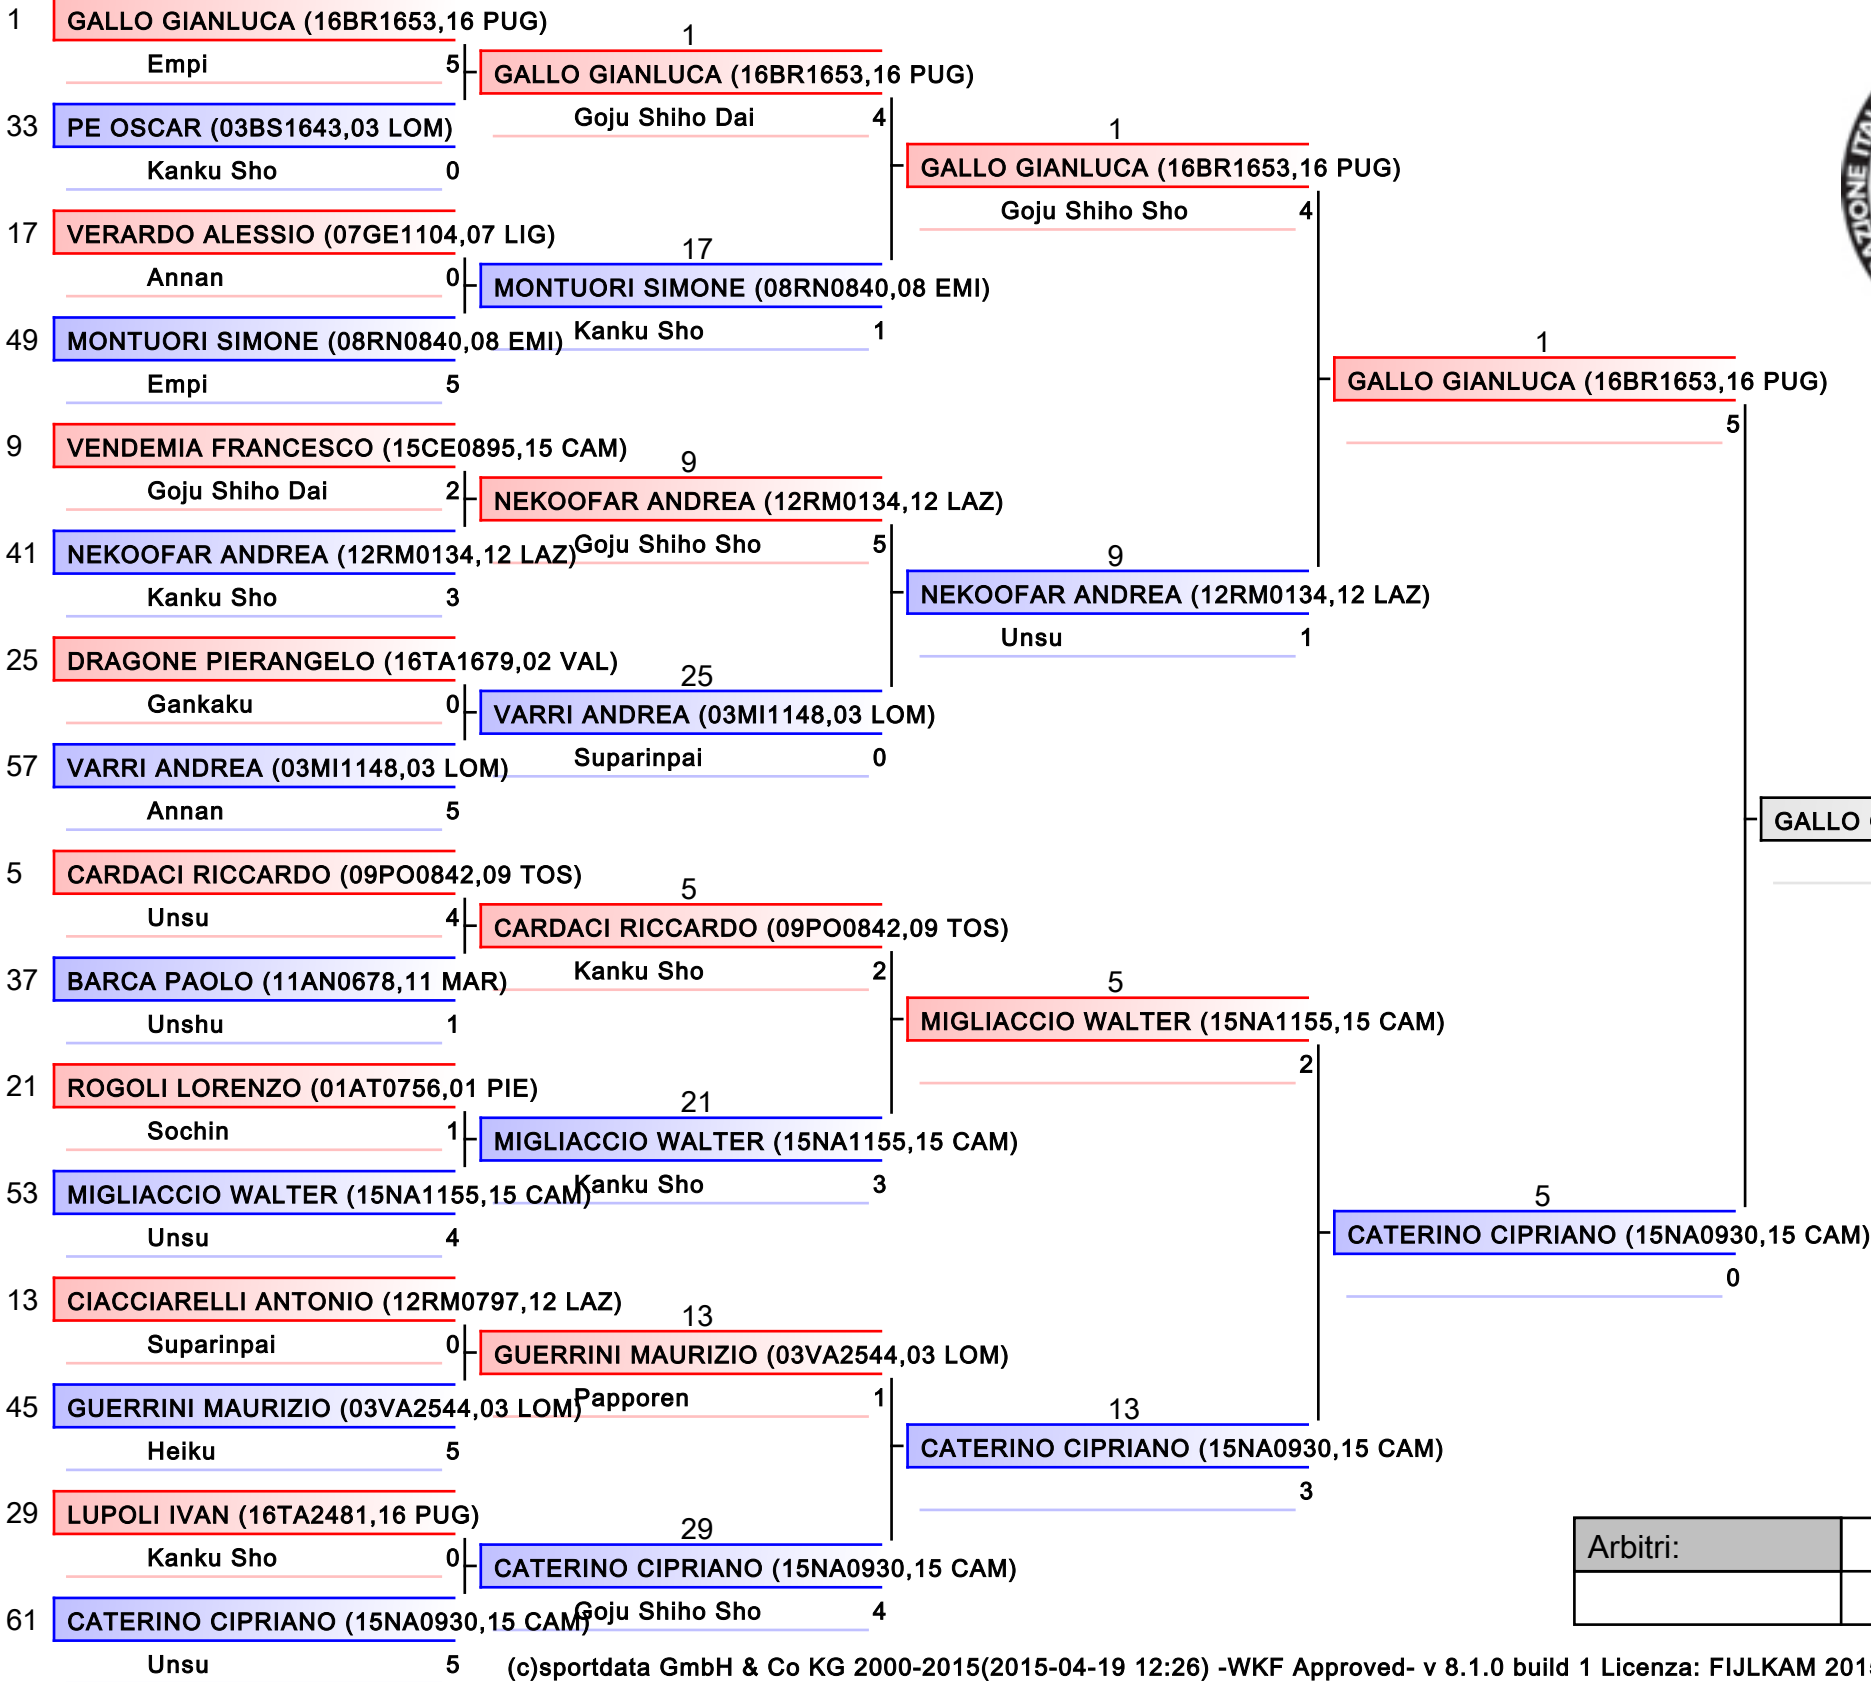 1 GALLO GIANLUCA (16BR1653,16 PUG)
Empi 5
33 PE OSCAR (03BS1643,03 LOM)
Kanku Sho 0
17 VERARDO ALESSIO (07GE1104,07 LIG)
Annan 0
49 MONTUORI SIMONE (08RN0840,08 EMI)
Empi 5
9 VENDEMIA FRANCESCO (15CE0895,15 CAM)
Goju Shiho Dai 2
41 NEKOOFAR ANDREA (12RM0134,12 LAZ)
Kanku Sho 3
25 DRAGONE PIERANGELO (16TA1679,02 VAL)
Gankaku 0
57 VARRI ANDREA (03MI1148,03 LOM)
Annan 5
5 CARDACI RICCARDO (09PO0842,09 TOS)
Unsu 4
37 BARCA PAOLO (11AN0678,11 MAR)
Unshu 1
21 ROGOLI LORENZO (01AT0756,01 PIE)
Sochin 1
53 MIGLIACCIO WALTER (15NA1155,15 CAM)
Unsu 4
13 CIACCIARELLI ANTONIO (12RM0797,12 LAZ)
Suparinpai 0
45 GUERRINI MAURIZIO (03VA2544,03 LOM)
Heiku 5
29 LUPOLI IVAN (16TA2481,16 PUG)
Kanku Sho 0
61 CATERINO CIPRIANO (15NA0930,15 CAM)
Unsu 5
1
GALLO GIANLUCA (16BR1653,16 PUG)
Goju Shiho Dai 4
17
MONTUORI SIMONE (08RN0840,08 EMI)
Kanku Sho 1
9
NEKOOFAR ANDREA (12RM0134,12 LAZ)
Goju Shiho Sho 5
25
VARRI ANDREA (03MI1148,03 LOM)
Suparinpai 0
5
CARDACI RICCARDO (09PO0842,09 TOS)
Kanku Sho 2
21
MIGLIACCIO WALTER (15NA1155,15 CAM)
Kanku Sho 3
13
GUERRINI MAURIZIO (03VA2544,03 LOM)
Papporen 1
29
CATERINO CIPRIANO (15NA0930,15 CAM)
Goju Shiho Sho 4
1
GALLO GIANLUCA (16BR1653,16 PUG)
Goju Shiho Sho 4
9
NEKOOFAR ANDREA (12RM0134,12 LAZ)
Unsu 1
5
MIGLIACCIO WALTER (15NA1155,15 CAM)
2
13
CATERINO CIPRIANO (15NA0930,15 CAM)
3
1
GALLO GIANLUCA (16BR1653,16 PUG)
5
5
CATERINO CIPRIANO (15NA0930,15 CAM)
0
GALLO
Arbitri:
(c)sportdata GmbH & Co KG 2000-2015(2015-04-19 12:26) -WKF Approved- v 8.1.0 build 1 Licenza: FIJLKAM 2015